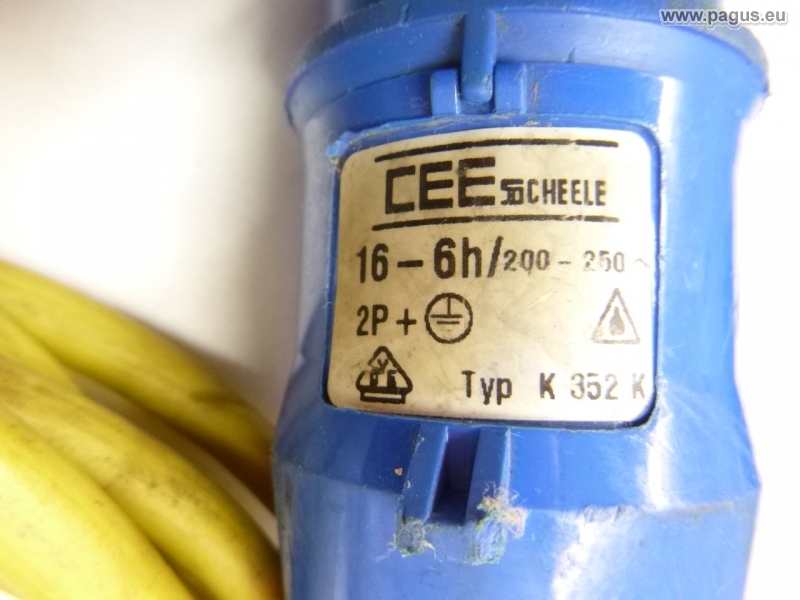 www.pagus.eu
CEE SCHEELE
16 - 6h/200 - 250 ~
2P +
Typ K 352 K